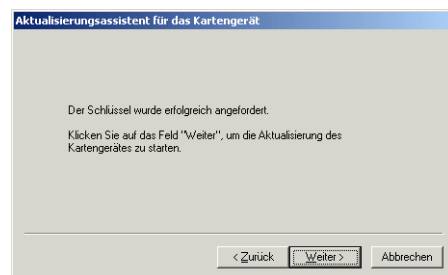 Aktualisierungsassistent für das Kartengerät
Der Schlüssel wurde erfolgreich angefordert.
Klicken Sie auf das Feld "Weiter", um die Aktualisierung des
Kartengerätes zu starten.
< Zurück Weiter > Abbrechen